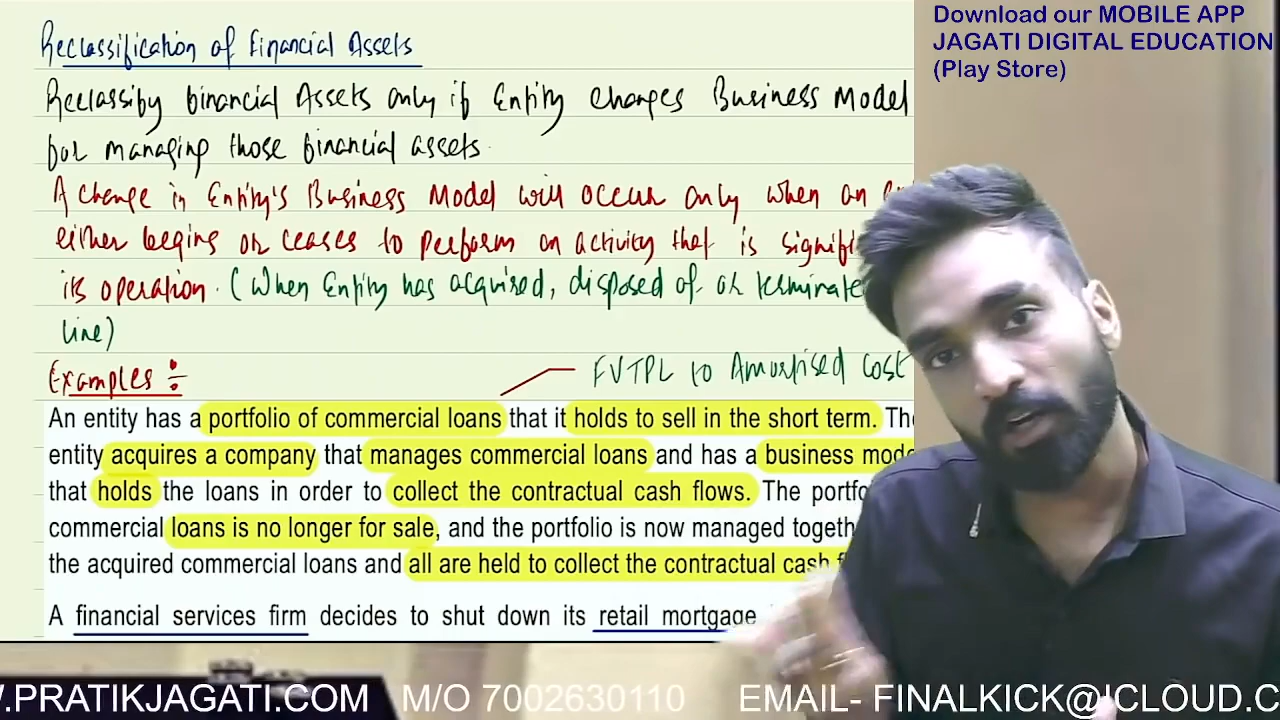 Reclassification of Financial Assets
Reclassify financial Assets only if Entity changes Business Model
for managing those financial assets.
A change in Entity's Business Model will occur only when an
either begins or ceases to perform an activity that is signifi
its operation. (When Entity has acquired, disposed of or terminate
line)
Examples :-
FVTPL to Amortised Cost
An entity has a portfolio of commercial loans that it holds to sell in the short term. The
entity acquires a company that manages commercial loans and has a business mode
that holds the loans in order to collect the contractual cash flows. The portfo
commercial loans is no longer for sale, and the portfolio is now managed togeth
the acquired commercial loans and all are held to collect the contractual cash f
A financial services firm decides to shut down its retail mortgage
Download our MOBILE APP
JAGATI DIGITAL EDUCATION
(Play Store)
.PRATIKJAGATI.COM M/O 7002630110 EMAIL- FINALKICK@ICLOUD.C